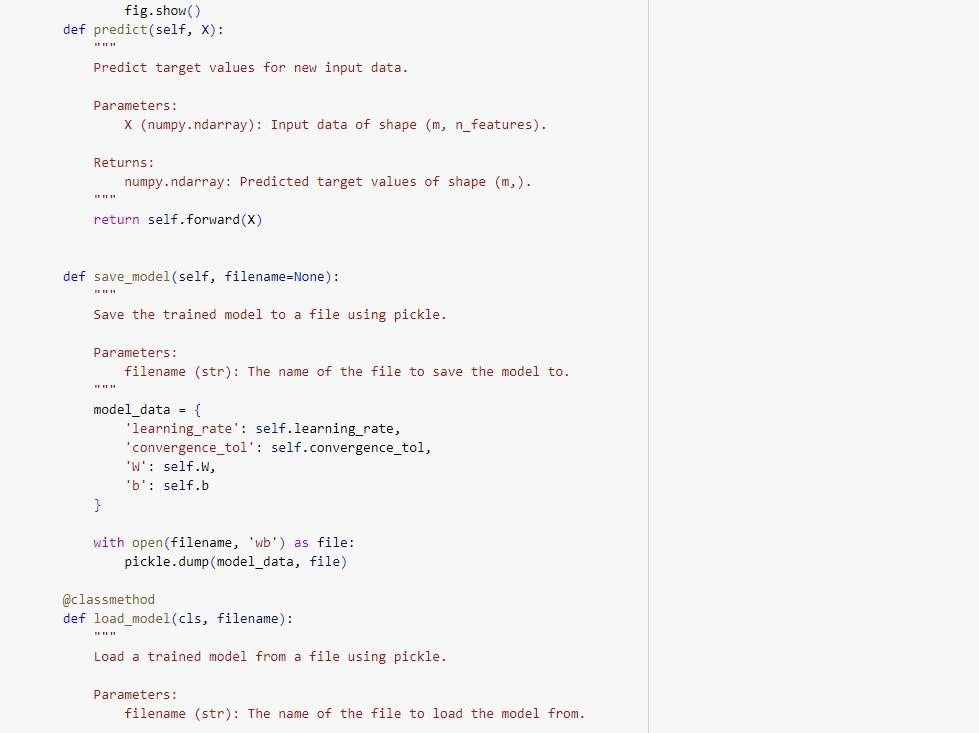 fig.show()
def predict(self, X):
"""
Predict target values for new input data.
Parameters:
X (numpy.ndarray): Input data of shape (m, n_features).
Returns:
numpy.ndarray: Predicted target values of shape (m,).
"""
return self.forward(X)
def save_model(self, filename=None):
"""
Save the trained model to a file using pickle.
Parameters:
filename (str): The name of the file to save the model to.
"""
model_data = {
'learning_rate': self.learning_rate,
'convergence_tol': self.convergence_tol,
'W': self.W,
'b': self.b
}
with open(filename, 'wb') as file:
pickle.dump(model_data, file)
@classmethod
def load_model(cls, filename):
"""
Load a trained model from a file using pickle.
Parameters:
filename (str): The name of the file to load the model from.